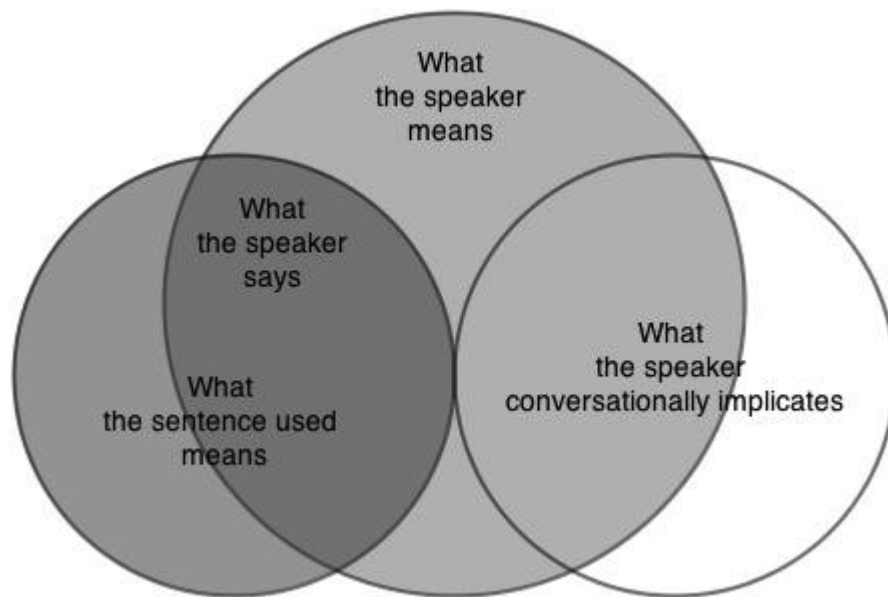 What
the speaker
means
What
the speaker
says
What
the sentence used
means
What
the speaker
conversationally implicates